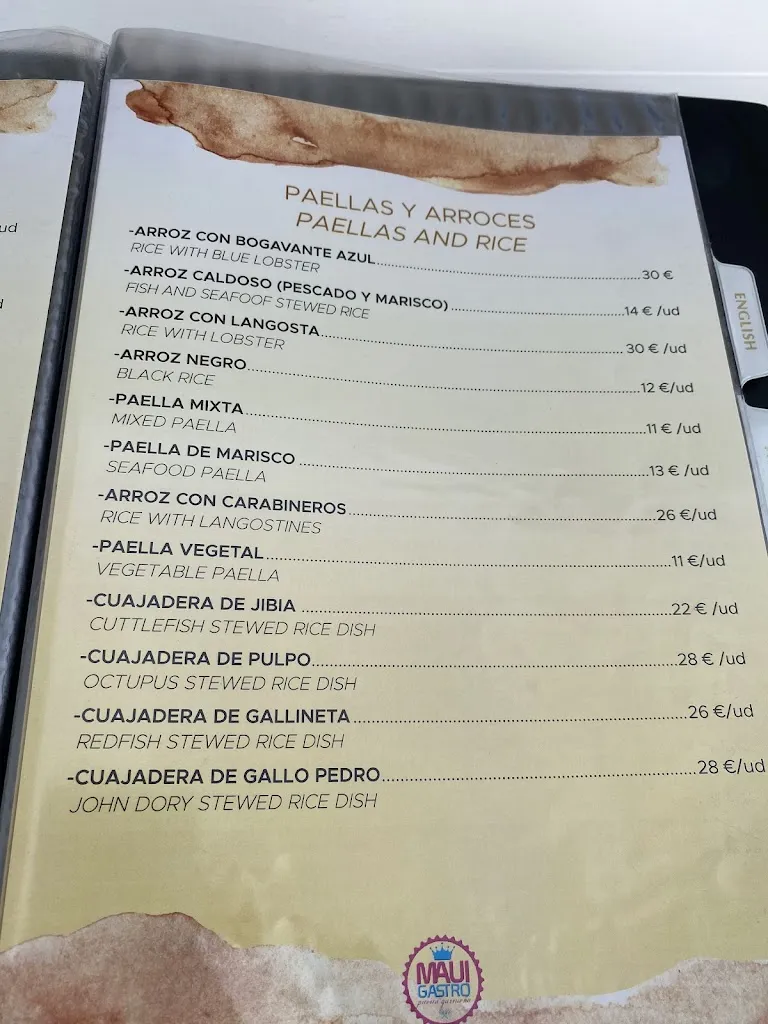 ud
PAELLAS Y ARROCES
PAELLAS AND RICE
-ARROZ CON BOGAVANTE AZUL 30 €
RICE WITH BLUE LOBSTER
-ARROZ CALDOSO (PESCADO Y MARISCO) 14 € /ud
FISH AND SEAFOOF STEWED RICE
-ARROZ CON LANGOSTA 30 € /ud
RICE WITH LOBSTER
-ARROZ NEGRO 12 €/ud
BLACK RICE
-PAELLA MIXTA 11 € /ud
MIXED PAELLA
-PAELLA DE MARISCO 13 € /ud
SEAFOOD PAELLA
-ARROZ CON CARABINEROS 26 €/ud
RICE WITH LANGOSTINES
-PAELLA VEGETAL 11 €/ud
VEGETABLE PAELLA
-CUAJADERA DE JIBIA 22 € /ud
CUTTLEFISH STEWED RICE DISH
-CUAJADERA DE PULPO 28 € /ud
OCTUPUS STEWED RICE DISH
-CUAJADERA DE GALLINETA 26 €/ud
REDFISH STEWED RICE DISH
-CUAJADERA DE GALLO PEDRO 28 €/ud
JOHN DORY STEWED RICE DISH
ENGLISH
MAUI
GASTRO